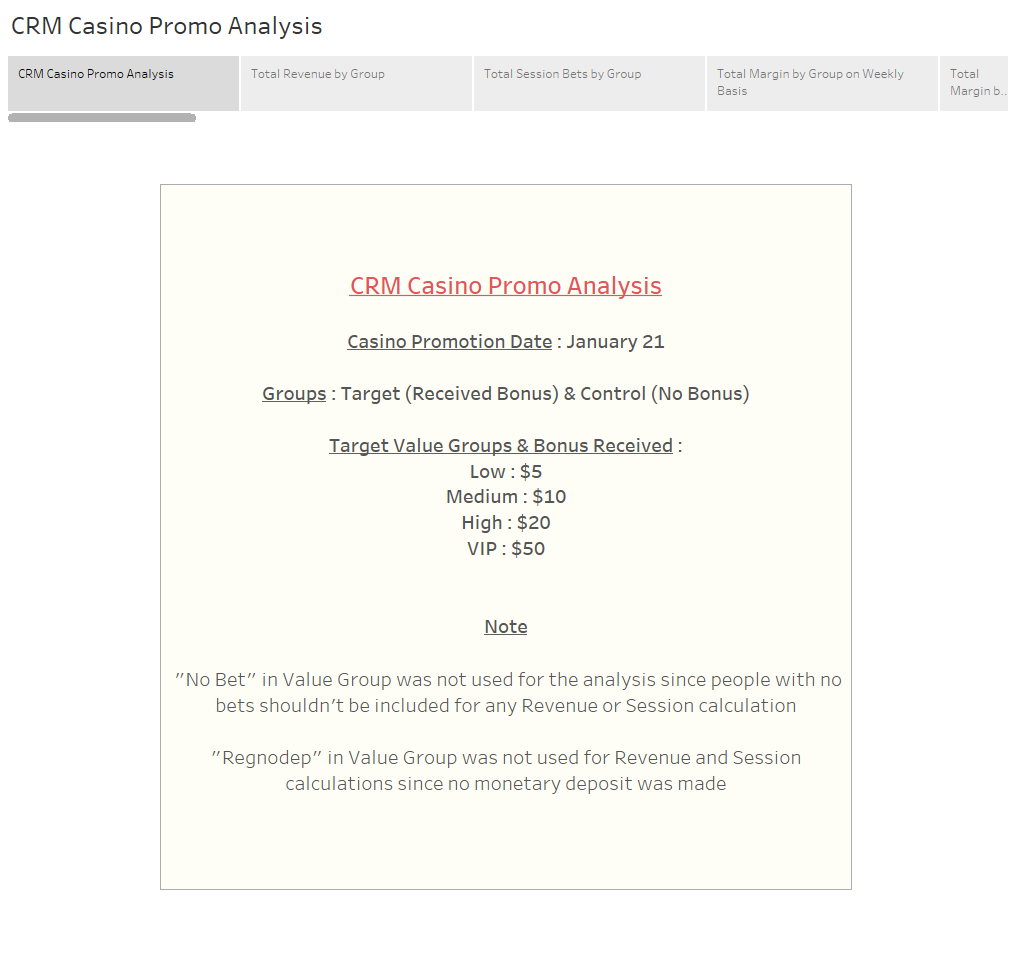 CRM Casino Promo Analysis
CRM Casino Promo Analysis
Total Revenue by Group
Total Session Bets by Group
Total Margin by Group on Weekly
Basis
Total
Margin b..
CRM Casino Promo Analysis
Casino Promotion Date : January 21
Groups : Target (Received Bonus) & Control (No Bonus)
Target Value Groups & Bonus Received :
Low : $5
Medium : $10
High : $20
VIP : $50
Note
"No Bet" in Value Group was not used for the analysis since people with no
bets shouldn't be included for any Revenue or Session calculation
"Regnodep" in Value Group was not used for Revenue and Session
calculations since no monetary deposit was made